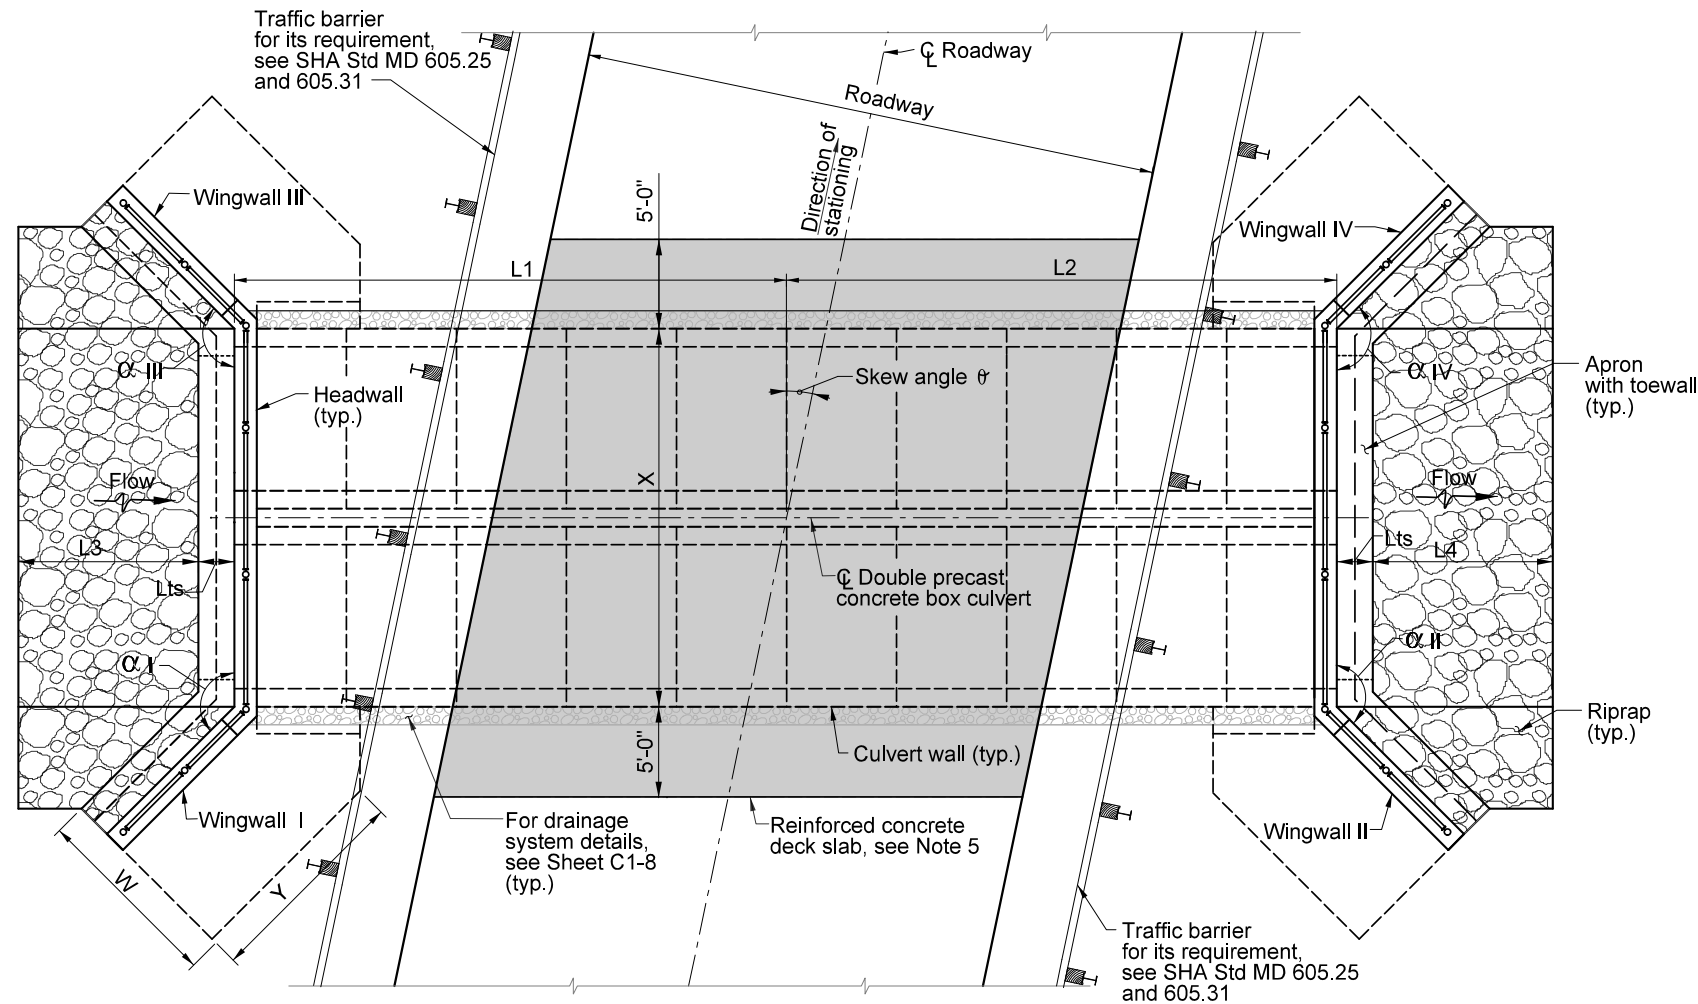 Traffic barrier
for its requirement,
see SHA Std MD 605.25
and 605.31
℄ Roadway
Roadway
Direction of
stationing
5'-0"
Wingwall III
Wingwall IV
L1
L2
α III
Headwall
(typ.)
Skew angle θ
α IV
Apron
with toewall
(typ.)
X
Flow
Flow
L3
Lts
Lts
L4
℄ Double precast
concrete box culvert
α I
α II
Riprap
(typ.)
5'-0"
Culvert wall (typ.)
Wingwall I
For drainage
system details,
see Sheet C1-8
(typ.)
Reinforced concrete
deck slab, see Note 5
Wingwall II
W
Y
Traffic barrier
for its requirement,
see SHA Std MD 605.25
and 605.31